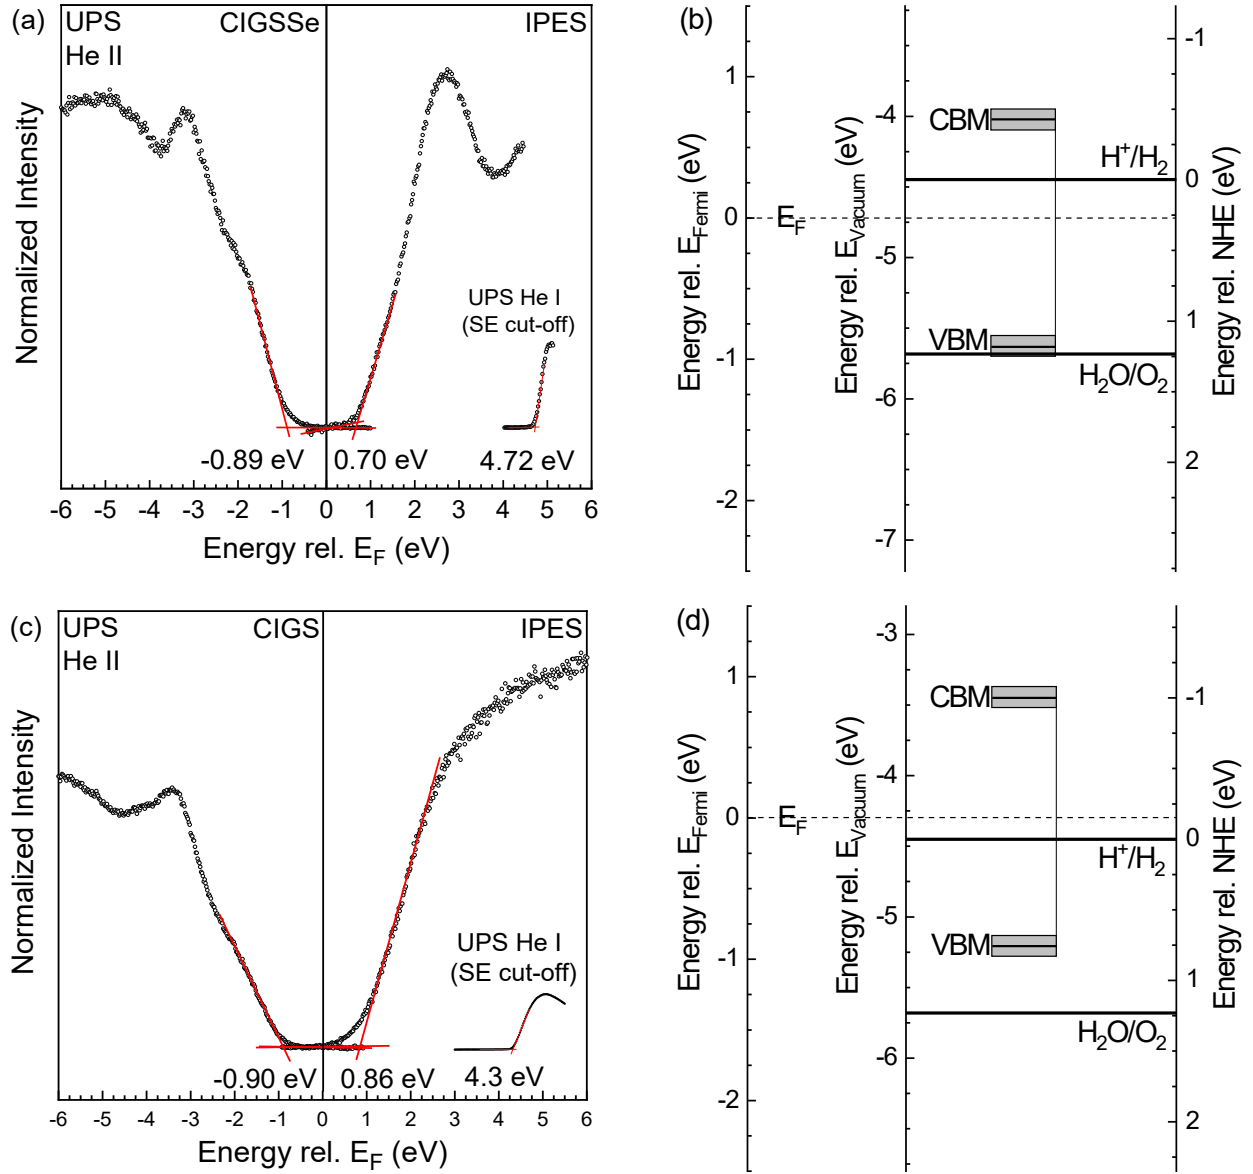 (a)
UPS
He II
CIGSSe
IPES
Normalized Intensity
UPS He I
(SE cut-off)
-0.89 eV
0.70 eV
4.72 eV
-6 -5 -4 -3 -2 -1 0 1 2 3 4 5 6
Energy rel. E_F (eV)
(b)
Energy rel. E_Fermi (eV)
1
0
-1
-2
E_F
Energy rel. E_Vacuum (eV)
-4
-5
-6
-7
CBM
VBM
H⁺/H₂
H₂O/O₂
-1
0
1
2
Energy rel. NHE (eV)
(c)
UPS
He II
CIGS
IPES
Normalized Intensity
UPS He I
(SE cut-off)
-0.90 eV
0.86 eV
4.3 eV
-6 -5 -4 -3 -2 -1 0 1 2 3 4 5 6
Energy rel. E_F (eV)
(d)
Energy rel. E_Fermi (eV)
1
0
-1
-2
E_F
Energy rel. E_Vacuum (eV)
-3
-4
-5
-6
CBM
VBM
H⁺/H₂
H₂O/O₂
-1
0
1
2
Energy rel. NHE (eV)